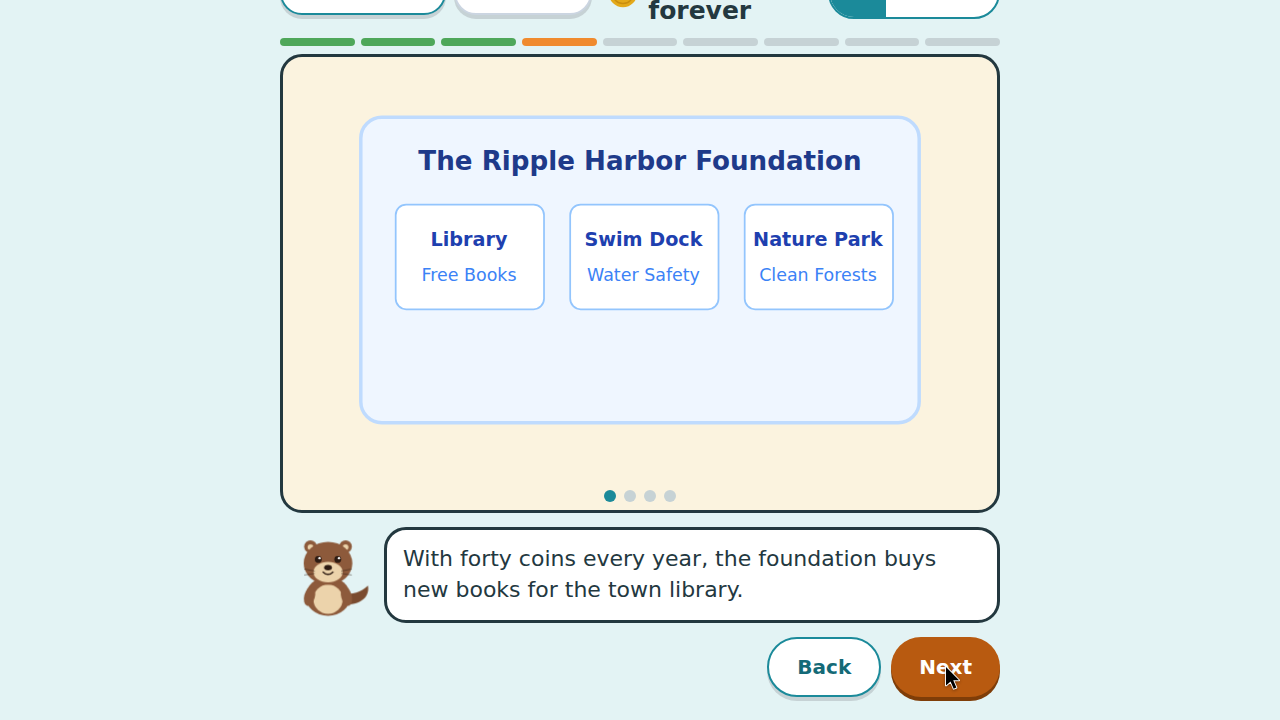 forever
The Ripple Harbor Foundation
Library
Free Books
Swim Dock
Water Safety
Nature Park
Clean Forests
With forty coins every year, the foundation buys
new books for the town library.
Back
Next